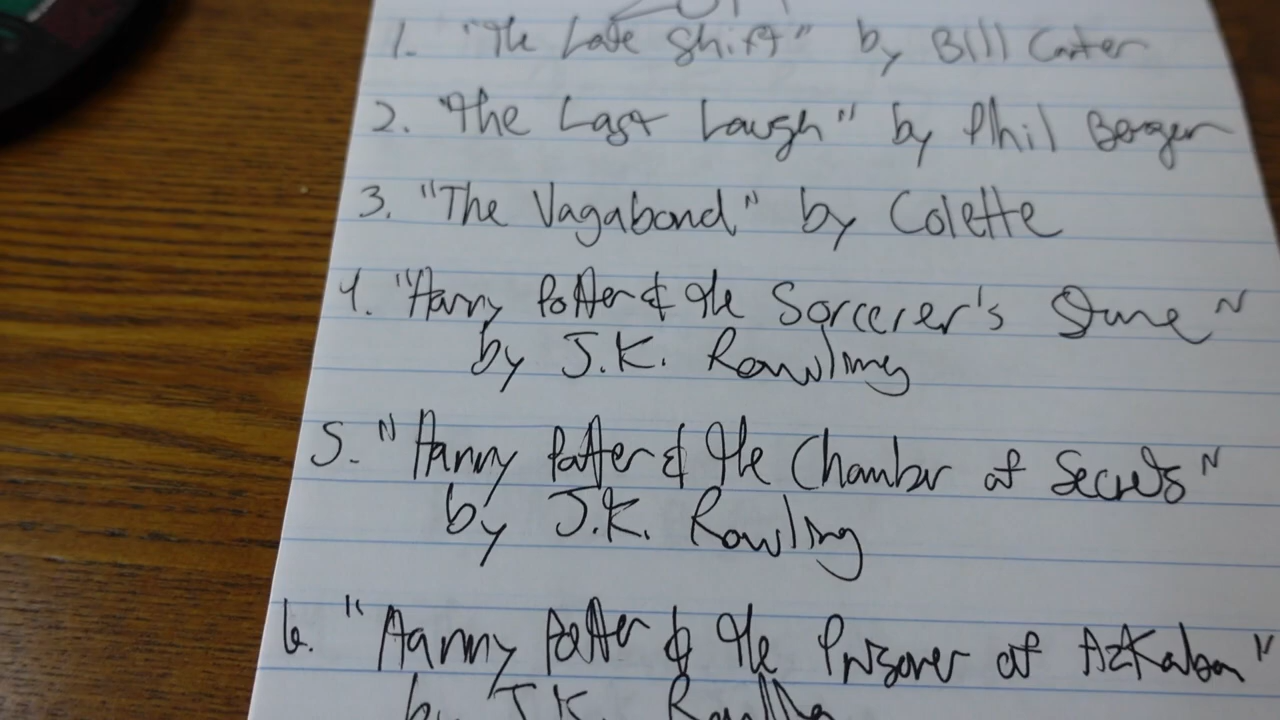 1. "The Late Shift" by Bill Carter
2. "The Last Laugh" by Phil Berger
3. "The Vagabond" by Colette
4. "Harry Potter & the Sorcerer's Stone"
by J.K. Rowling
5. "Harry Potter & the Chamber of Secrets"
by J.K. Rowling
6. "Harry Potter & the Prisoner of Azkaban"
by J.K. Rowling